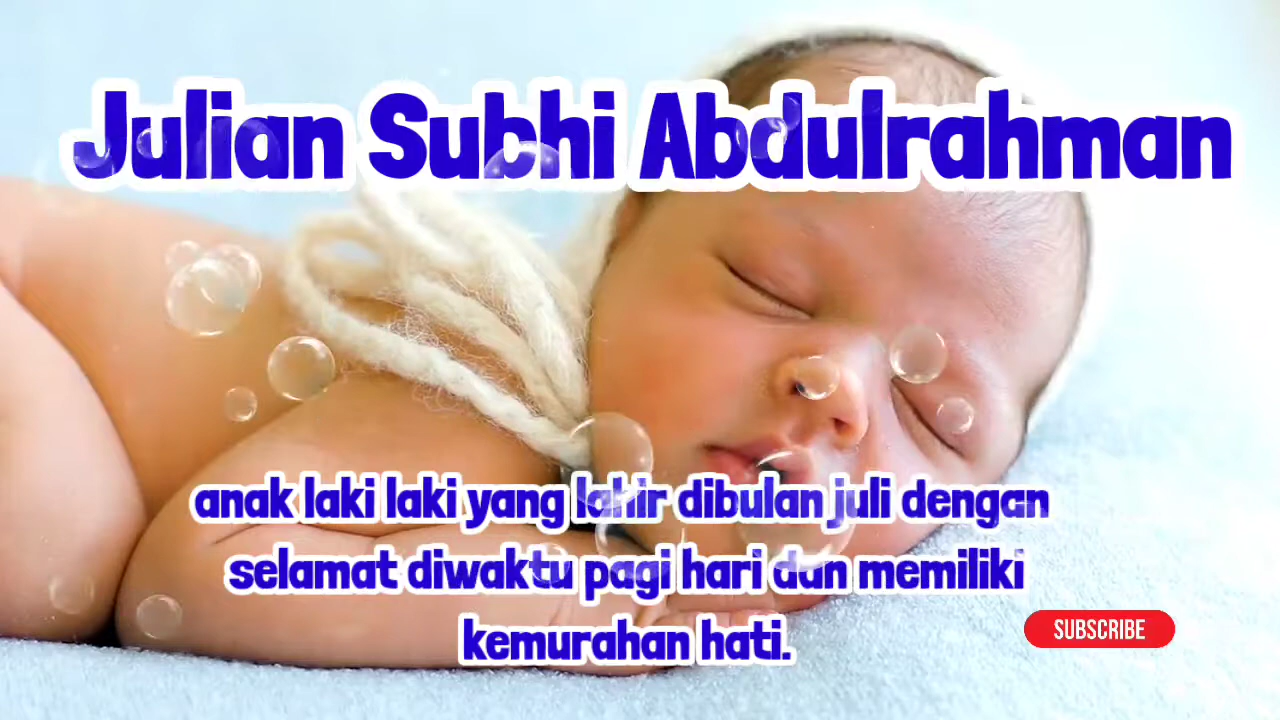 Julian Subhi Abdulrahman
anak laki laki yang lahir dibulan juli dengan
selamat diwaktu pagi hari dan memiliki
kemurahan hati.
SUBSCRIBE